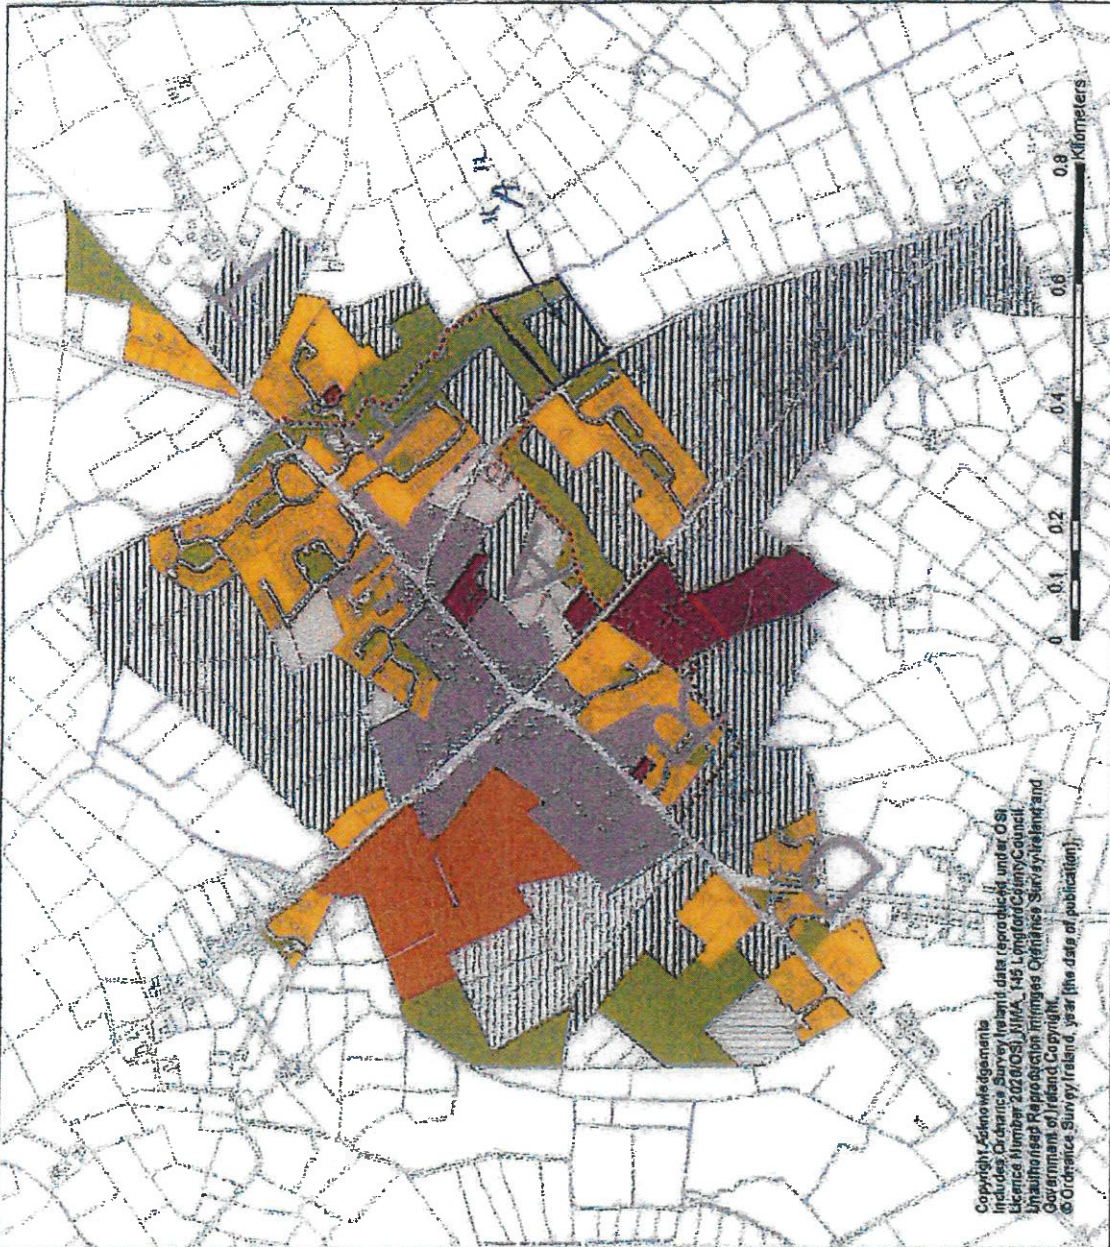 Copyright Acknowledgements
Includes Ordnance Survey Ireland data reproduced under OSi
Licence Number 2020/OSi_NMA_145 Longford County Council.
Unauthorised Reproduction infringes Ordnance Survey Ireland and
Government of Ireland Copyright.
© Ordnance Survey Ireland, year [the date of publication];
0 0.1 0.2 0.4 0.6 0.8
Kilometers
"A"